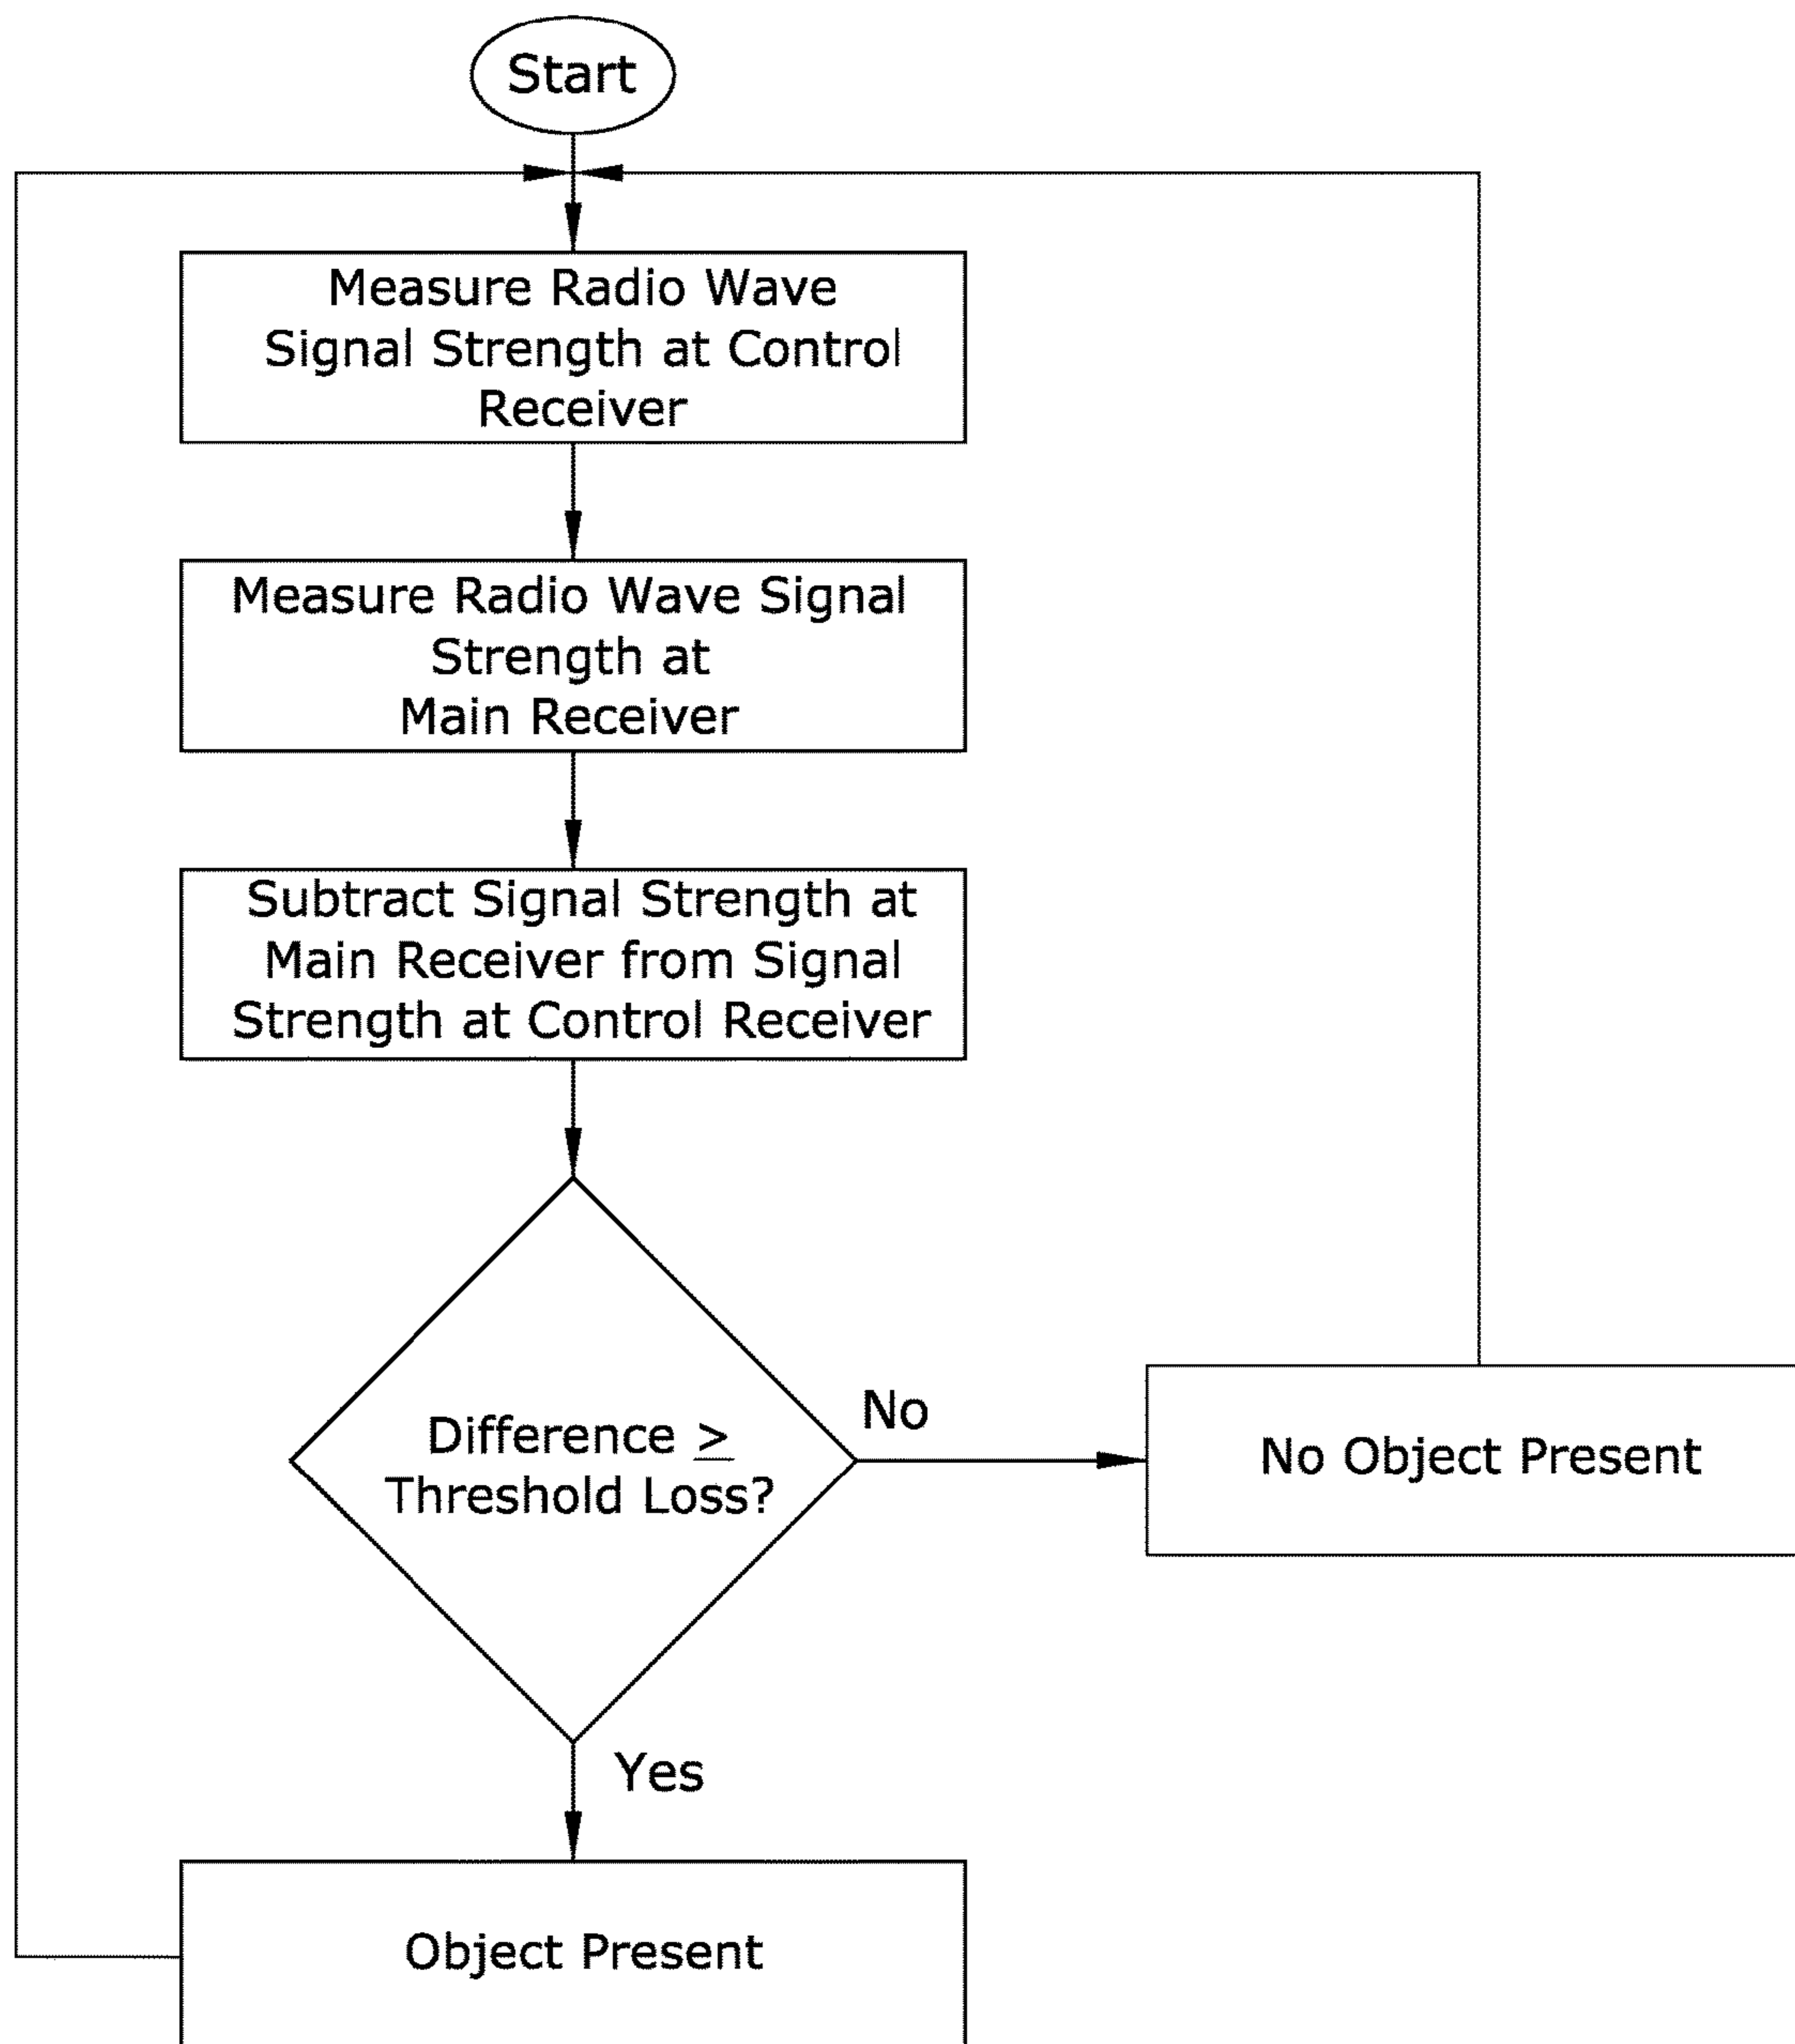 Start
Measure Radio Wave
Signal Strength at Control
Receiver
Measure Radio Wave Signal
Strength at
Main Receiver
Subtract Signal Strength at
Main Receiver from Signal
Strength at Control Receiver
Difference ≥
Threshold Loss?
No
No Object Present
Yes
Object Present